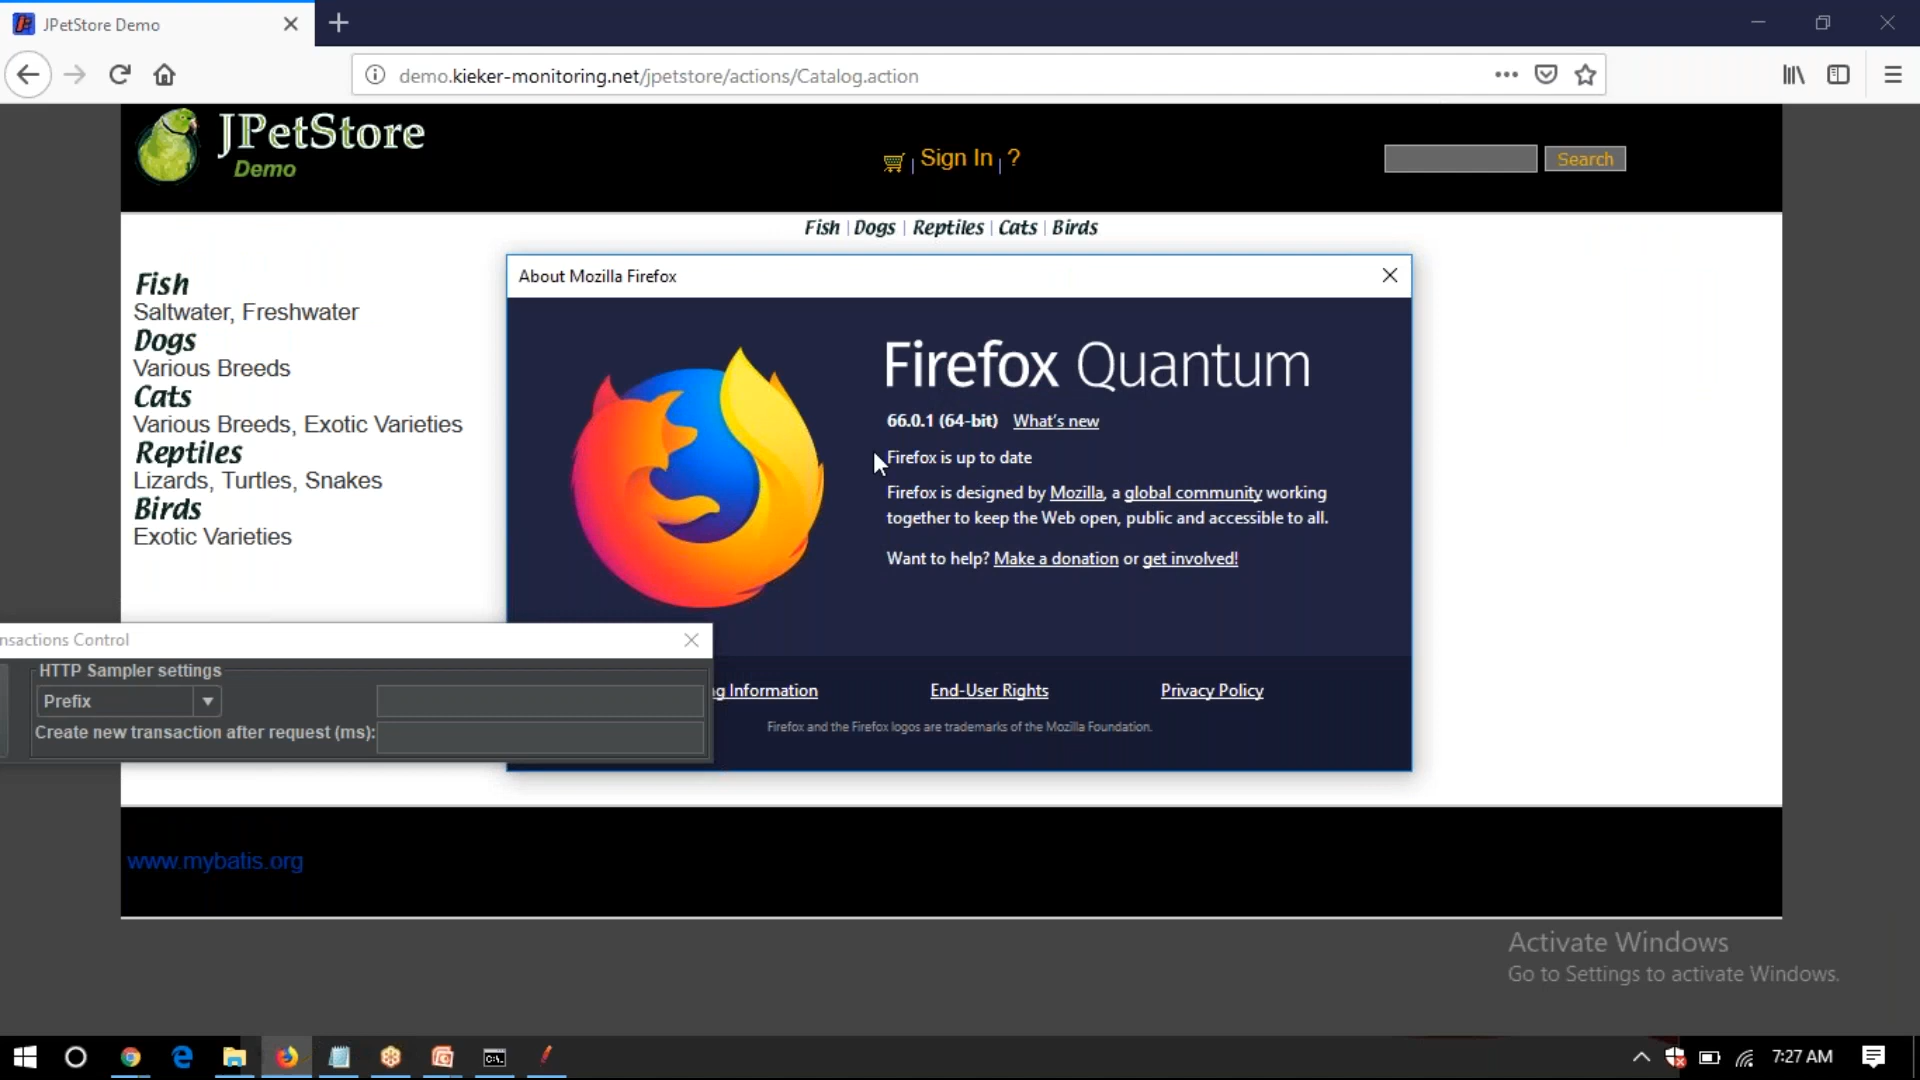 JPetStore Demo
demo.kieker-monitoring.net/jpetstore/actions/Catalog.action
JPetStore
Demo
Sign In
?
Search
Fish | Dogs | Reptiles | Cats | Birds
Fish
Saltwater, Freshwater
Dogs
Various Breeds
Cats
Various Breeds, Exotic Varieties
Reptiles
Lizards, Turtles, Snakes
Birds
Exotic Varieties
About Mozilla Firefox
Firefox Quantum
66.0.1 (64-bit) What's new
Firefox is up to date
Firefox is designed by Mozilla, a global community working
together to keep the Web open, public and accessible to all.
Want to help? Make a donation or get involved!
g Information
End-User Rights
Privacy Policy
Firefox and the Firefox logos are trademarks of the Mozilla Foundation.
nsactions Control
HTTP Sampler settings
Prefix
Create new transaction after request (ms):
www.mybatis.org
Activate Windows
Go to Settings to activate Windows.
7:27 AM